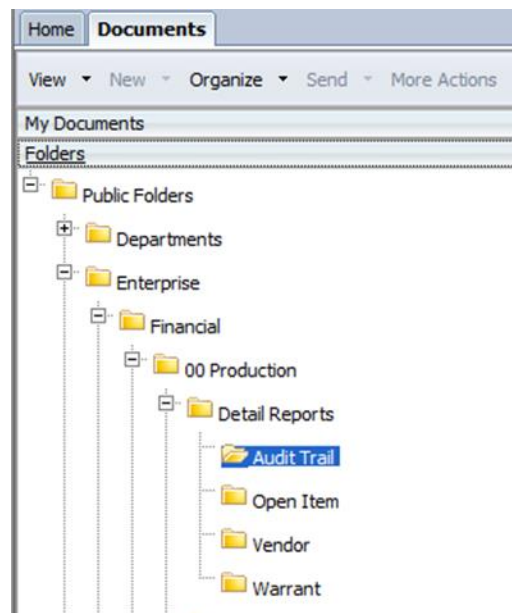 Home Documents
View New Organize Send More Actions
My Documents
Folders
Public Folders
Departments
Enterprise
Financial
00 Production
Detail Reports
Audit Trail
Open Item
Vendor
Warrant